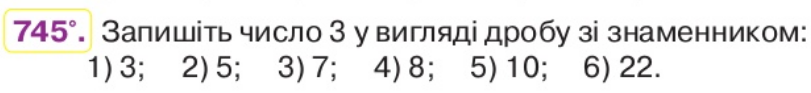 745°. Запишіть число 3 у вигляді дробу зі знаменником:
1) 3; 2) 5; 3) 7; 4) 8; 5) 10; 6) 22.